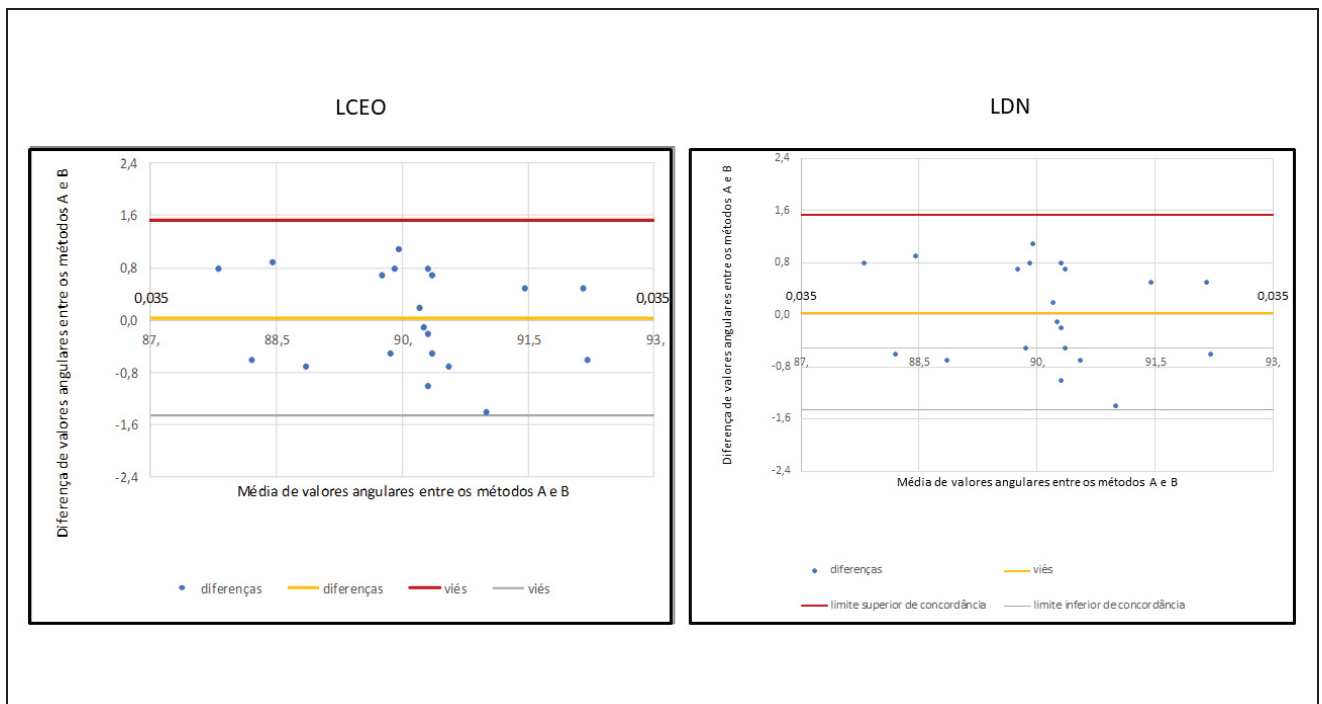 LCEO
Diferença de valores angulares entre os métodos A e B
2,4
1,6
0,8
0,035
0,035
0,0
87,
88,5
90,
91,5
93,
-0,8
-1,6
-2,4
Média de valores angulares entre os métodos A e B
diferenças
diferenças
viés
viés
LDN
Diferença de valores angulares entre os métodos A e B
2,4
1,6
0,8
0,035
0,035
0,0
87,
88,5
90,
91,5
93,
-0,8
-1,6
-2,4
Média de valores angulares entre os métodos A e B
diferenças
viés
limite superior de concordância
limite inferior de concordância